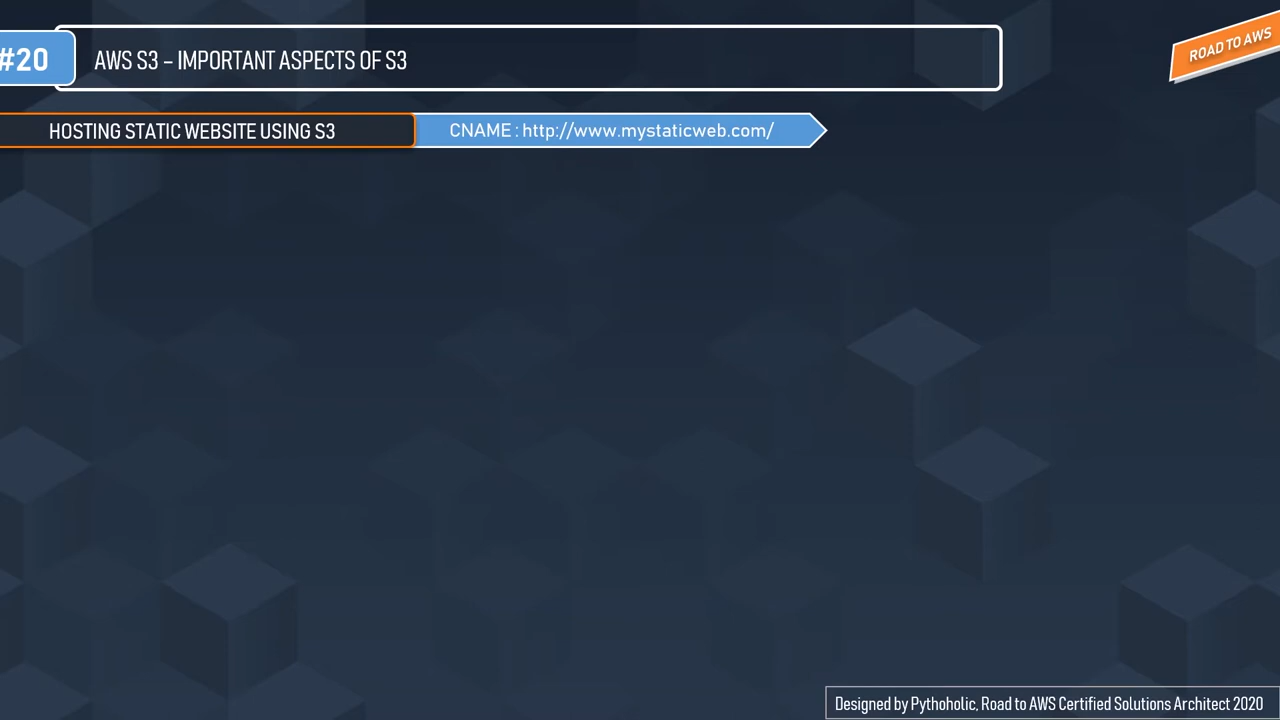 #20
AWS S3 – IMPORTANT ASPECTS OF S3
ROAD TO AWS
HOSTING STATIC WEBSITE USING S3
CNAME : http://www.mystaticweb.com/
Designed by Pythoholic, Road to AWS Certified Solutions Architect 2020